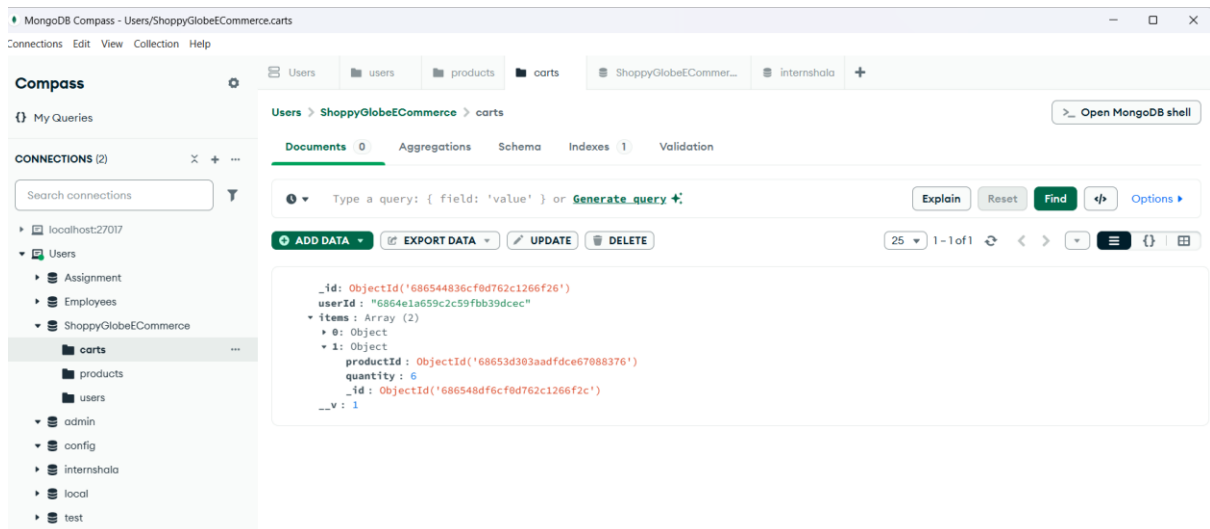 MongoDB Compass - Users/ShoppyGlobeECommerce.carts
Connections Edit View Collection Help
Compass
{} My Queries
CONNECTIONS (2)
Search connections
localhost:27017
Users
Assignment
Employees
ShoppyGlobeECommerce
carts
products
users
admin
config
internshala
local
test
Users users products carts ShoppyGlobeECommer... internshala
Users > ShoppyGlobeECommerce > carts
>_ Open MongoDB shell
Documents 0 Aggregations Schema Indexes 1 Validation
Type a query: { field: 'value' } or Generate query
Explain Reset Find </> Options
ADD DATA EXPORT DATA UPDATE DELETE
25 1-1 of 1
_id: ObjectId('686544836cf0d762c1266f26')
userId : "6864e1a659c2c59fbb39dcec"
items : Array (2)
0: Object
1: Object
productId : ObjectId('68653d303aadfdce67088376')
quantity : 6
_id : ObjectId('686548df6cf0d762c1266f2c')
__v : 1